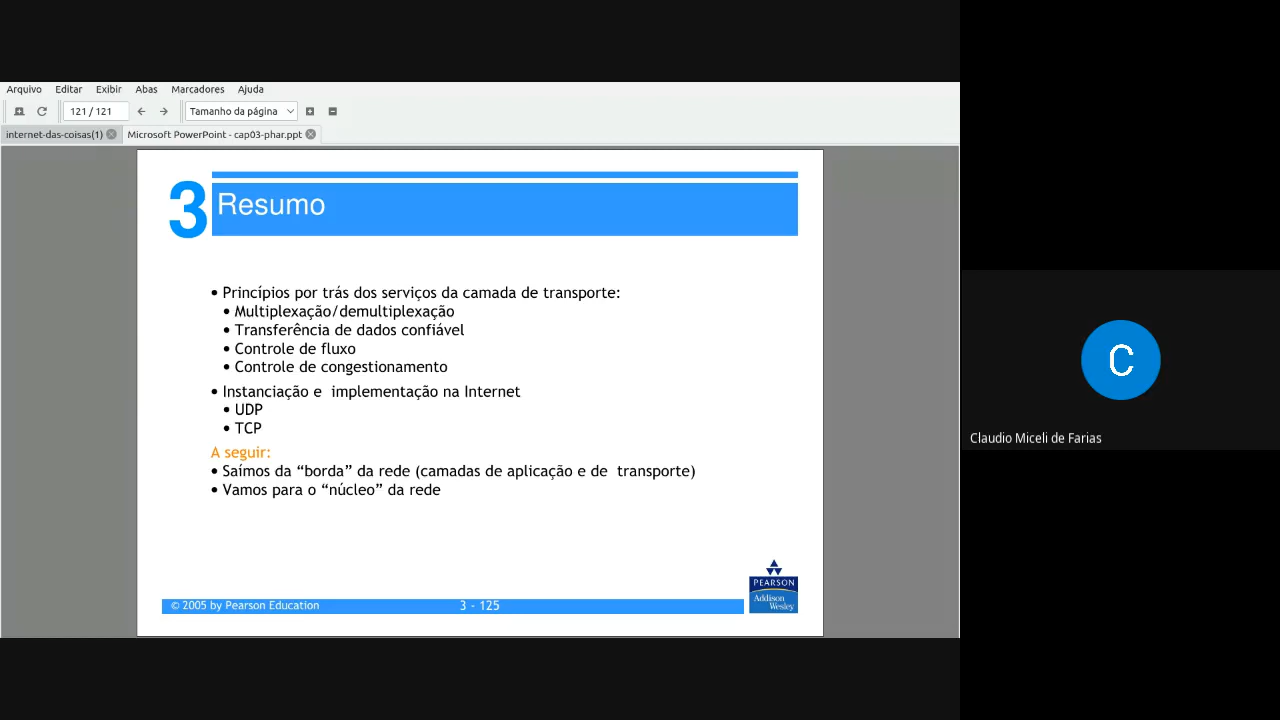 Arquivo Editar Exibir Abas Marcadores Ajuda
121 / 121 Tamanho da página
internet-das-coisas(1) Microsoft PowerPoint - cap03-phar.ppt
3 Resumo
• Princípios por trás dos serviços da camada de transporte:
• Multiplexação/demultiplexação
• Transferência de dados confiável
• Controle de fluxo
• Controle de congestionamento
• Instanciação e implementação na Internet
• UDP
• TCP
A seguir:
• Saímos da “borda” da rede (camadas de aplicação e de transporte)
• Vamos para o “núcleo” da rede
PEARSON
Addison
Wesley
© 2005 by Pearson Education 3 - 125
C
Claudio Miceli de Farias